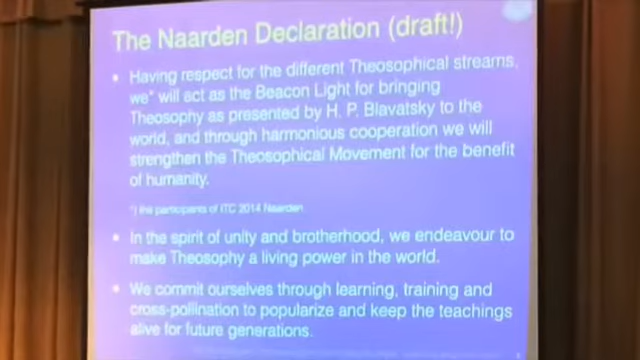 The Naarden Declaration (draft!)
• Having respect for the different Theosophical streams,
we* will act as the Beacon Light for bringing
Theosophy as presented by H. P. Blavatsky to the
world, and through harmonious cooperation we will
strengthen the Theosophical Movement for the benefit
of humanity.
*) the participants of ITC 2014 Naarden
• In the spirit of unity and brotherhood, we endeavour to
make Theosophy a living power in the world.
• We commit ourselves through learning, training and
cross-pollination to popularize and keep the teachings
alive for future generations.